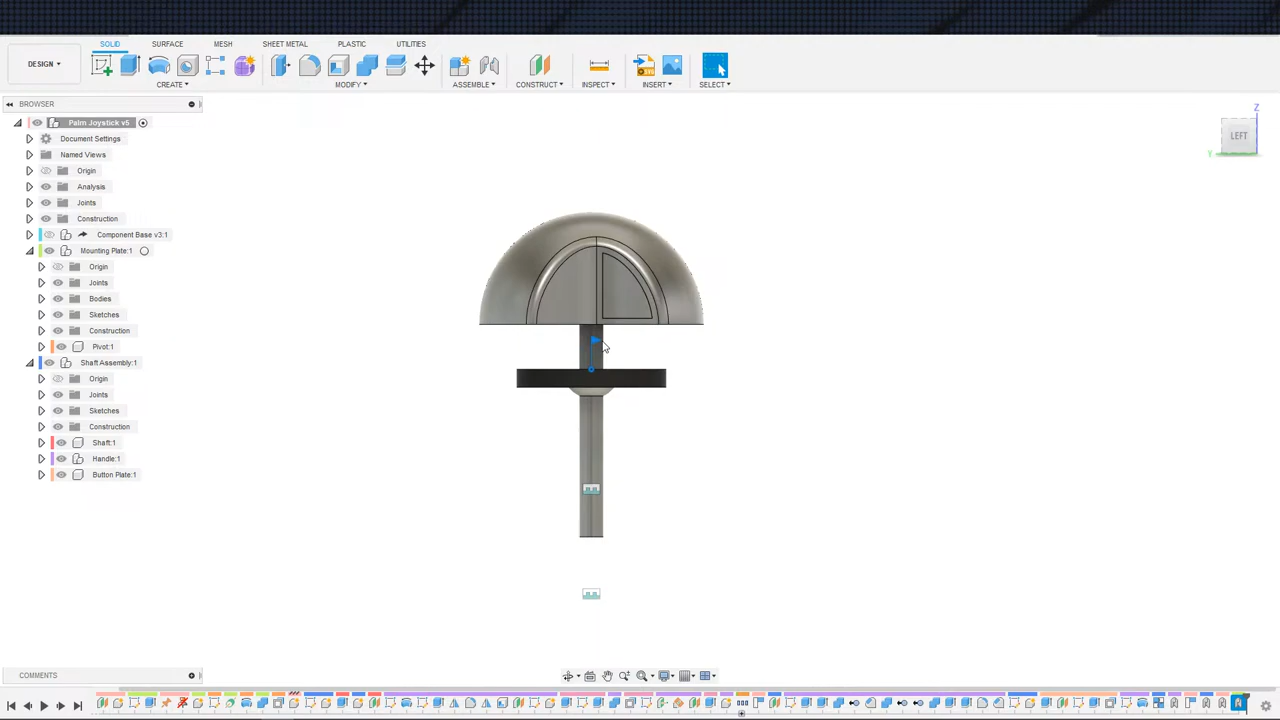 SOLID SURFACE MESH SHEET METAL PLASTIC UTILITIES
DESIGN
CREATE MODIFY ASSEMBLE CONSTRUCT INSPECT INSERT SELECT
BROWSER
Palm Joystick v5
Document Settings
Named Views
Origin
Analysis
Joints
Construction
Component Base v3:1
Mounting Plate:1
Origin
Joints
Bodies
Sketches
Construction
Pivot:1
Shaft Assembly:1
Origin
Joints
Sketches
Construction
Shaft:1
Handle:1
Button Plate:1
Z
LEFT
Y
COMMENTS